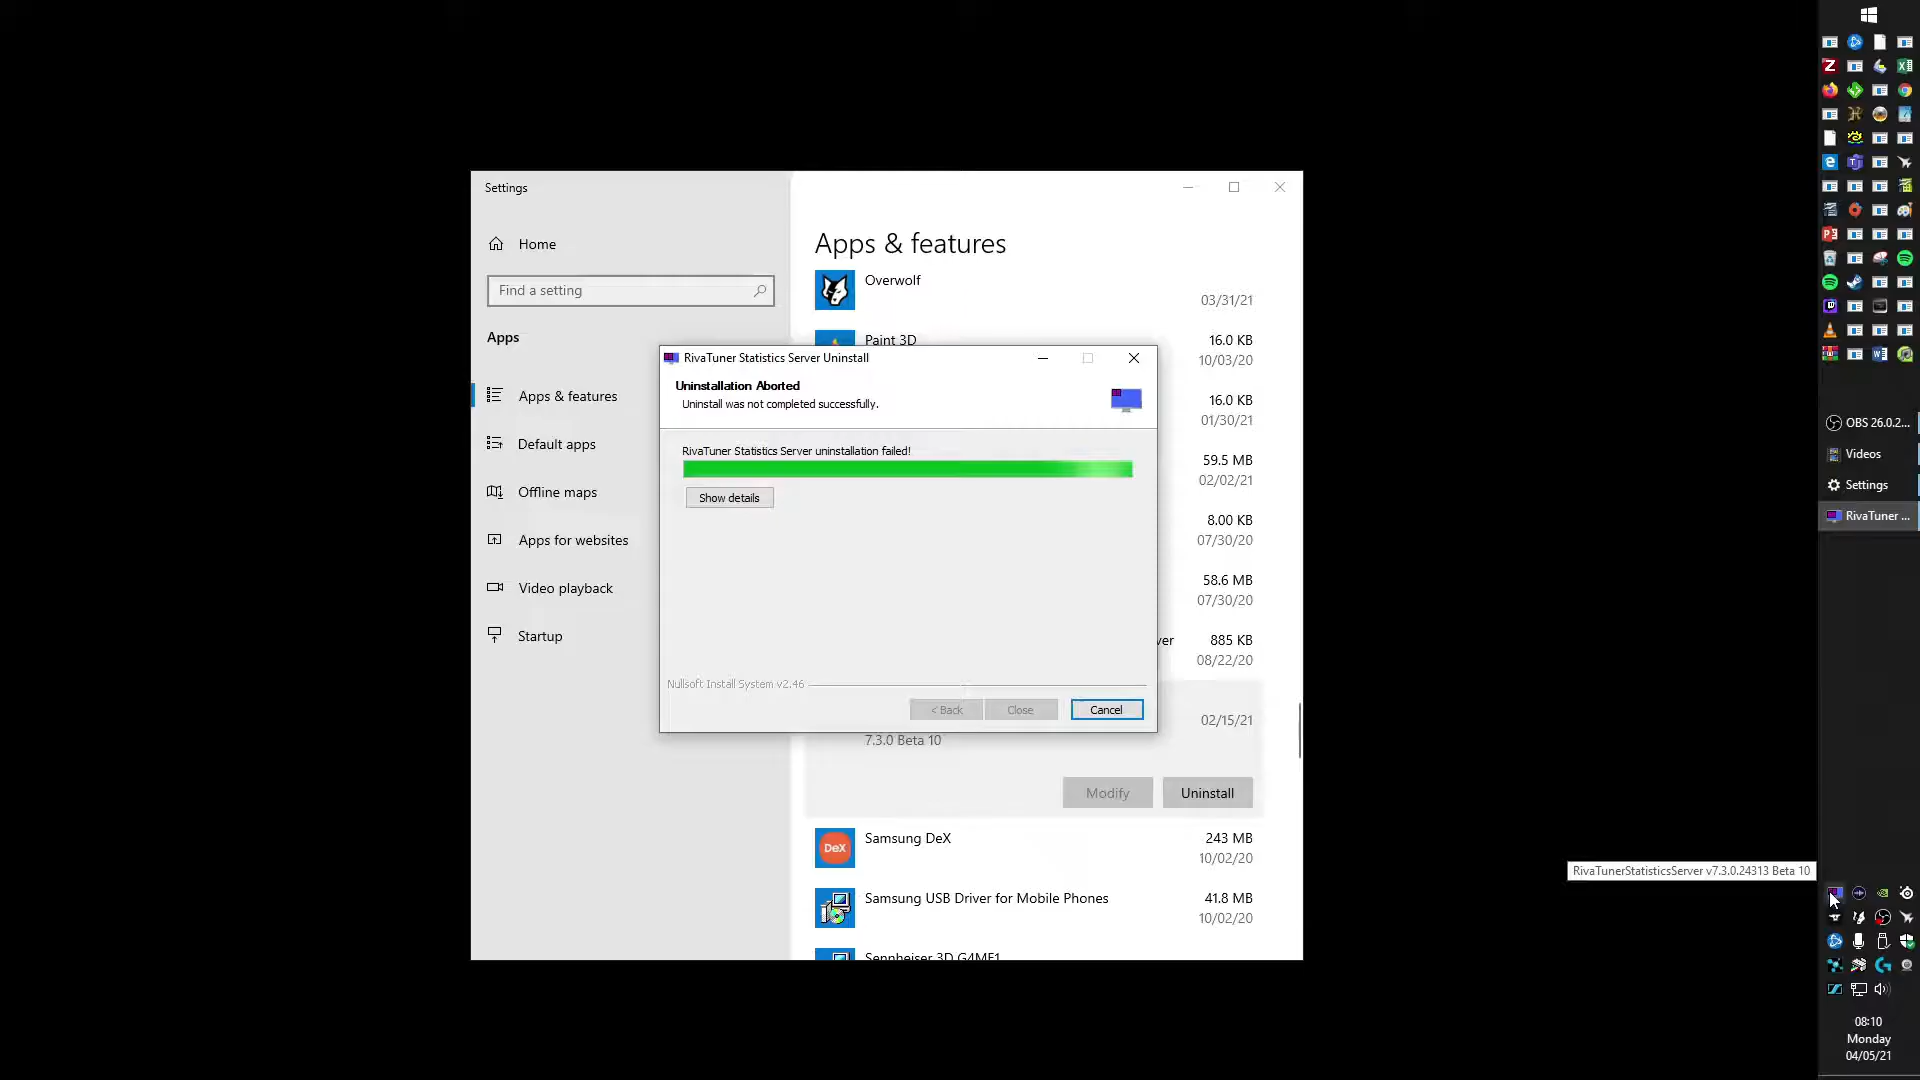 Settings
Home
Find a setting
Apps
Apps & features
Default apps
Offline maps
Apps for websites
Video playback
Startup
Apps & features
Overwolf
03/31/21
Paint 3D
16.0 KB
10/03/20
16.0 KB
01/30/21
59.5 MB
02/02/21
8.00 KB
07/30/20
58.6 MB
07/30/20
ver
885 KB
08/22/20
02/15/21
7.3.0 Beta 10
Modify
Uninstall
Samsung DeX
243 MB
10/02/20
DeX
Samsung USB Driver for Mobile Phones
41.8 MB
10/02/20
Sennheiser 3D G4ME1
RivaTuner Statistics Server Uninstall
Uninstallation Aborted
Uninstall was not completed successfully.
RivaTuner Statistics Server uninstallation failed!
Show details
Nullsoft Install System v2.46
< Back
Close
Cancel
OBS 26.0.2...
Videos
Settings
RivaTuner ...
RivaTunerStatisticsServer v7.3.0.24313 Beta 10
08:10
Monday
04/05/21